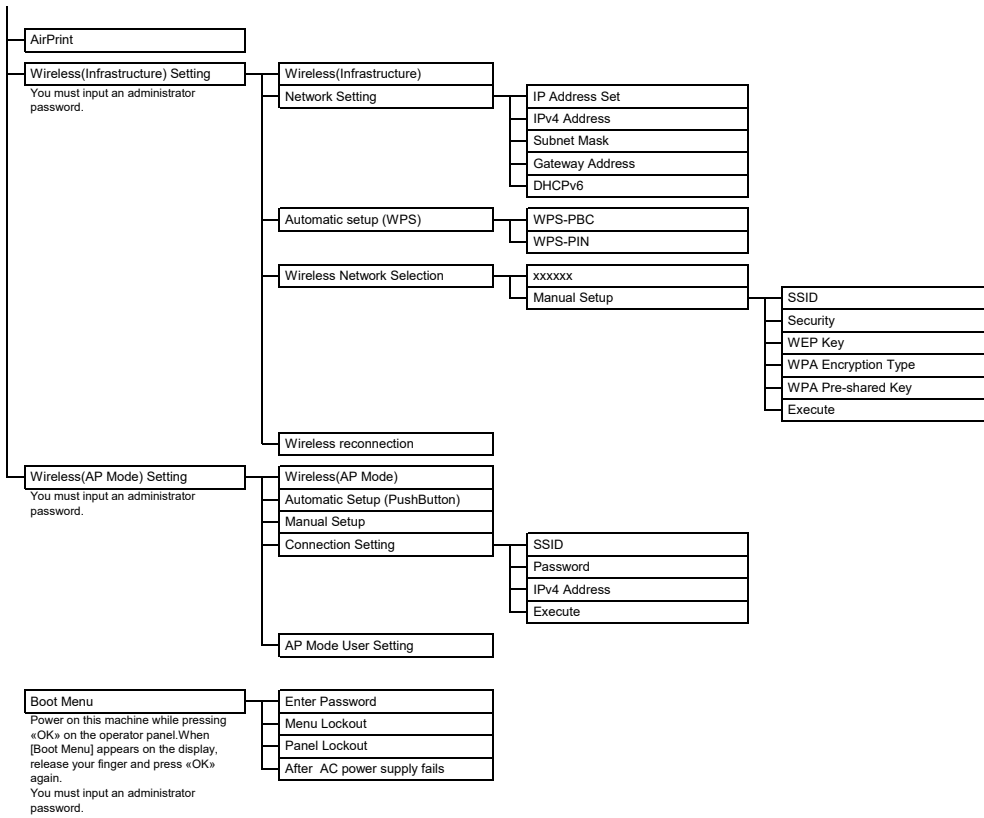 AirPrint
Wireless(Infrastructure) Setting
You must input an administrator
password.
Wireless(Infrastructure)
Network Setting
IP Address Set
IPv4 Address
Subnet Mask
Gateway Address
DHCPv6
Automatic setup (WPS)
WPS-PBC
WPS-PIN
Wireless Network Selection
xxxxxx
Manual Setup
SSID
Security
WEP Key
WPA Encryption Type
WPA Pre-shared Key
Execute
Wireless reconnection
Wireless(AP Mode) Setting
You must input an administrator
password.
Wireless(AP Mode)
Automatic Setup (PushButton)
Manual Setup
Connection Setting
SSID
Password
IPv4 Address
Execute
AP Mode User Setting
Boot Menu
Power on this machine while pressing
«OK» on the operator panel.When
[Boot Menu] appears on the display,
release your finger and press «OK»
again.
You must input an administrator
password.
Enter Password
Menu Lockout
Panel Lockout
After AC power supply fails